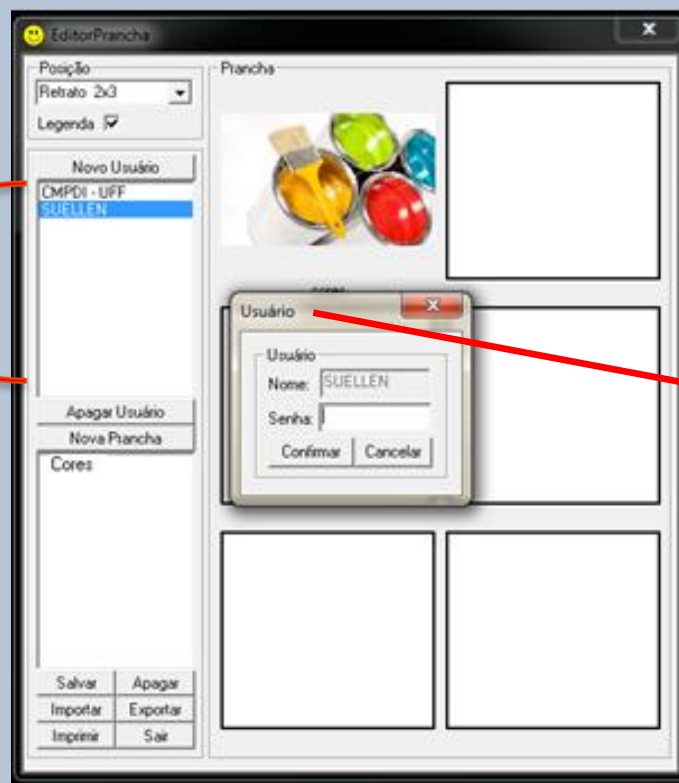 EditorPrancha
Posição
Retrato 2x3
Legenda
Novo Usuário
CMPDI - UFF
SUELLEN
Apagar Usuário
Nova Prancha
Cores
Salvar Apagar
Importar Exportar
Imprimir Sair
Prancha
cores
Usuário
Usuário
Nome: SUELLEN
Senha:
Confirmar Cancelar